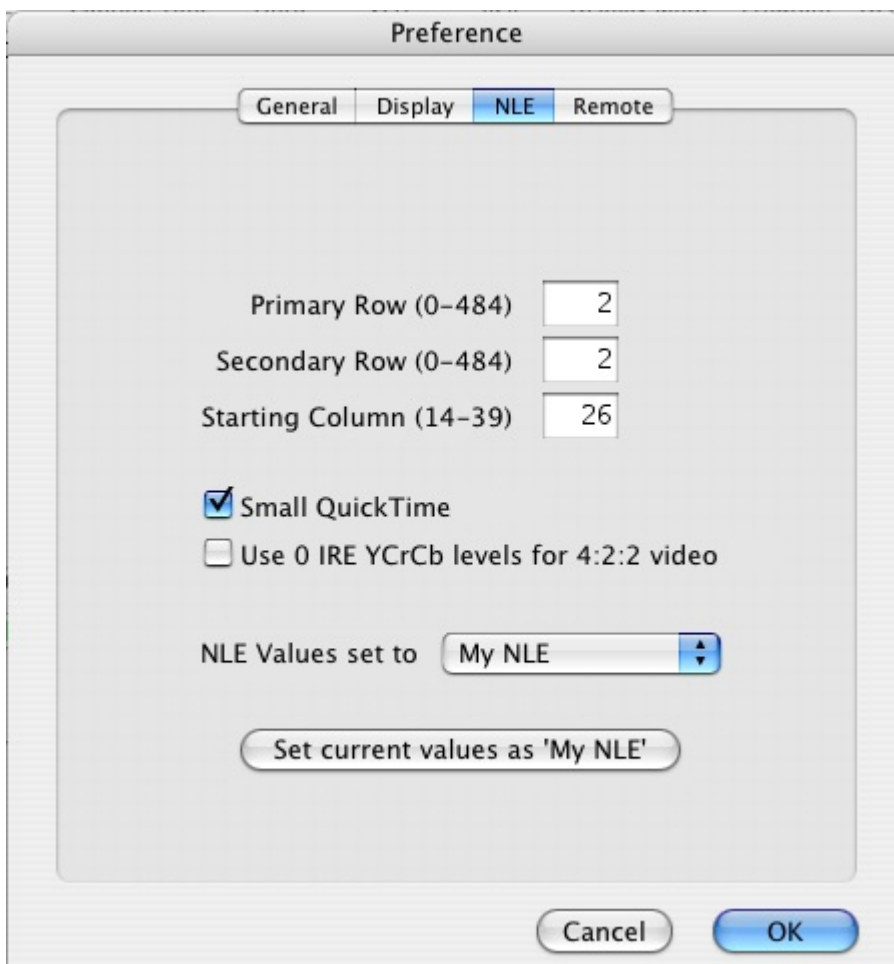 Preference
General Display NLE Remote
Primary Row (0-484) 2
Secondary Row (0-484) 2
Starting Column (14-39) 26
Small QuickTime
Use 0 IRE YCrCb levels for 4:2:2 video
NLE Values set to My NLE
Set current values as 'My NLE'
Cancel OK